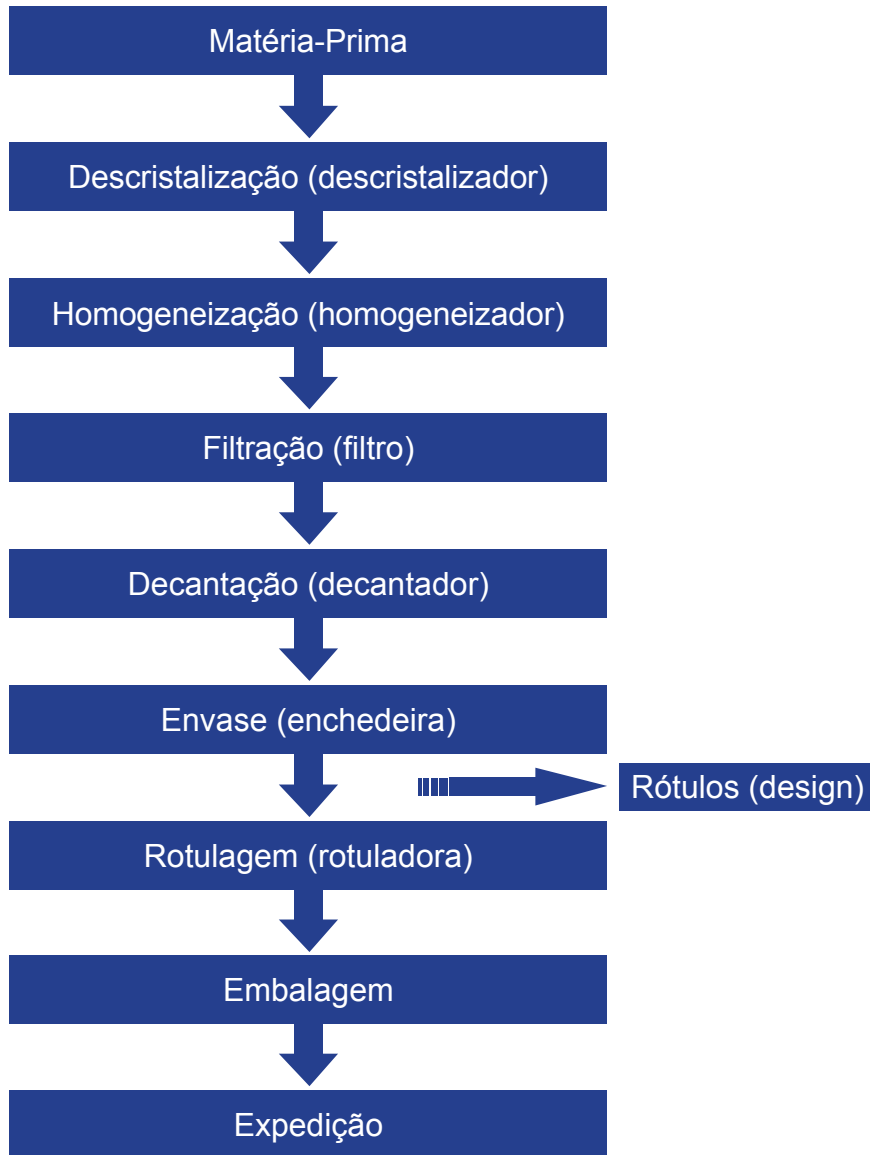 Matéria-Prima
Descristalização (descristalizador)
Homogeneização (homogeneizador)
Filtração (filtro)
Decantação (decantador)
Envase (enchedeira)
Rótulos (design)
Rotulagem (rotuladora)
Embalagem
Expedição